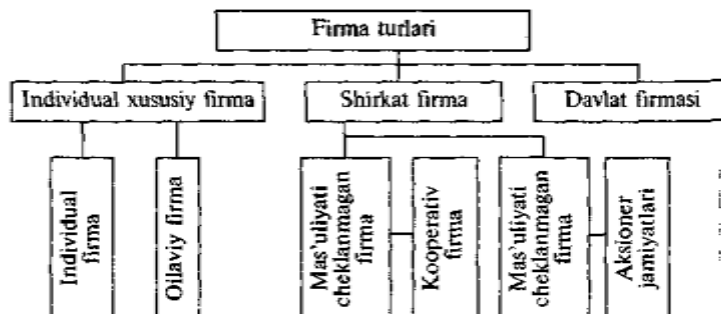 Firma turlari
Individual xususiy firma
Shirkat firma
Davlat firmasi
Individual
firma
Oilaviy firma
Mas'uliyati
cheklanmagan
firma
Kooperativ
firma
Mas'uliyati
cheklanmagan
firma
Aksioner
jamiyatlari